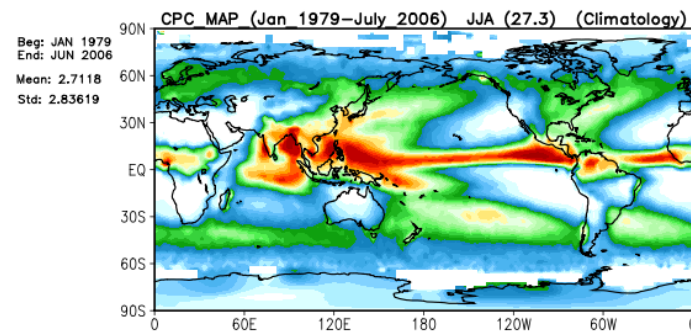 CPC_MAP_(Jan_1979–July_2006) JJA (27.3) (Climatology)
Beg: JAN 1979
End: JUN 2006
Mean: 2.7118
Std: 2.83619
90N
60N
30N
EQ
30S
60S
90S
0 60E 120E 180 120W 60W